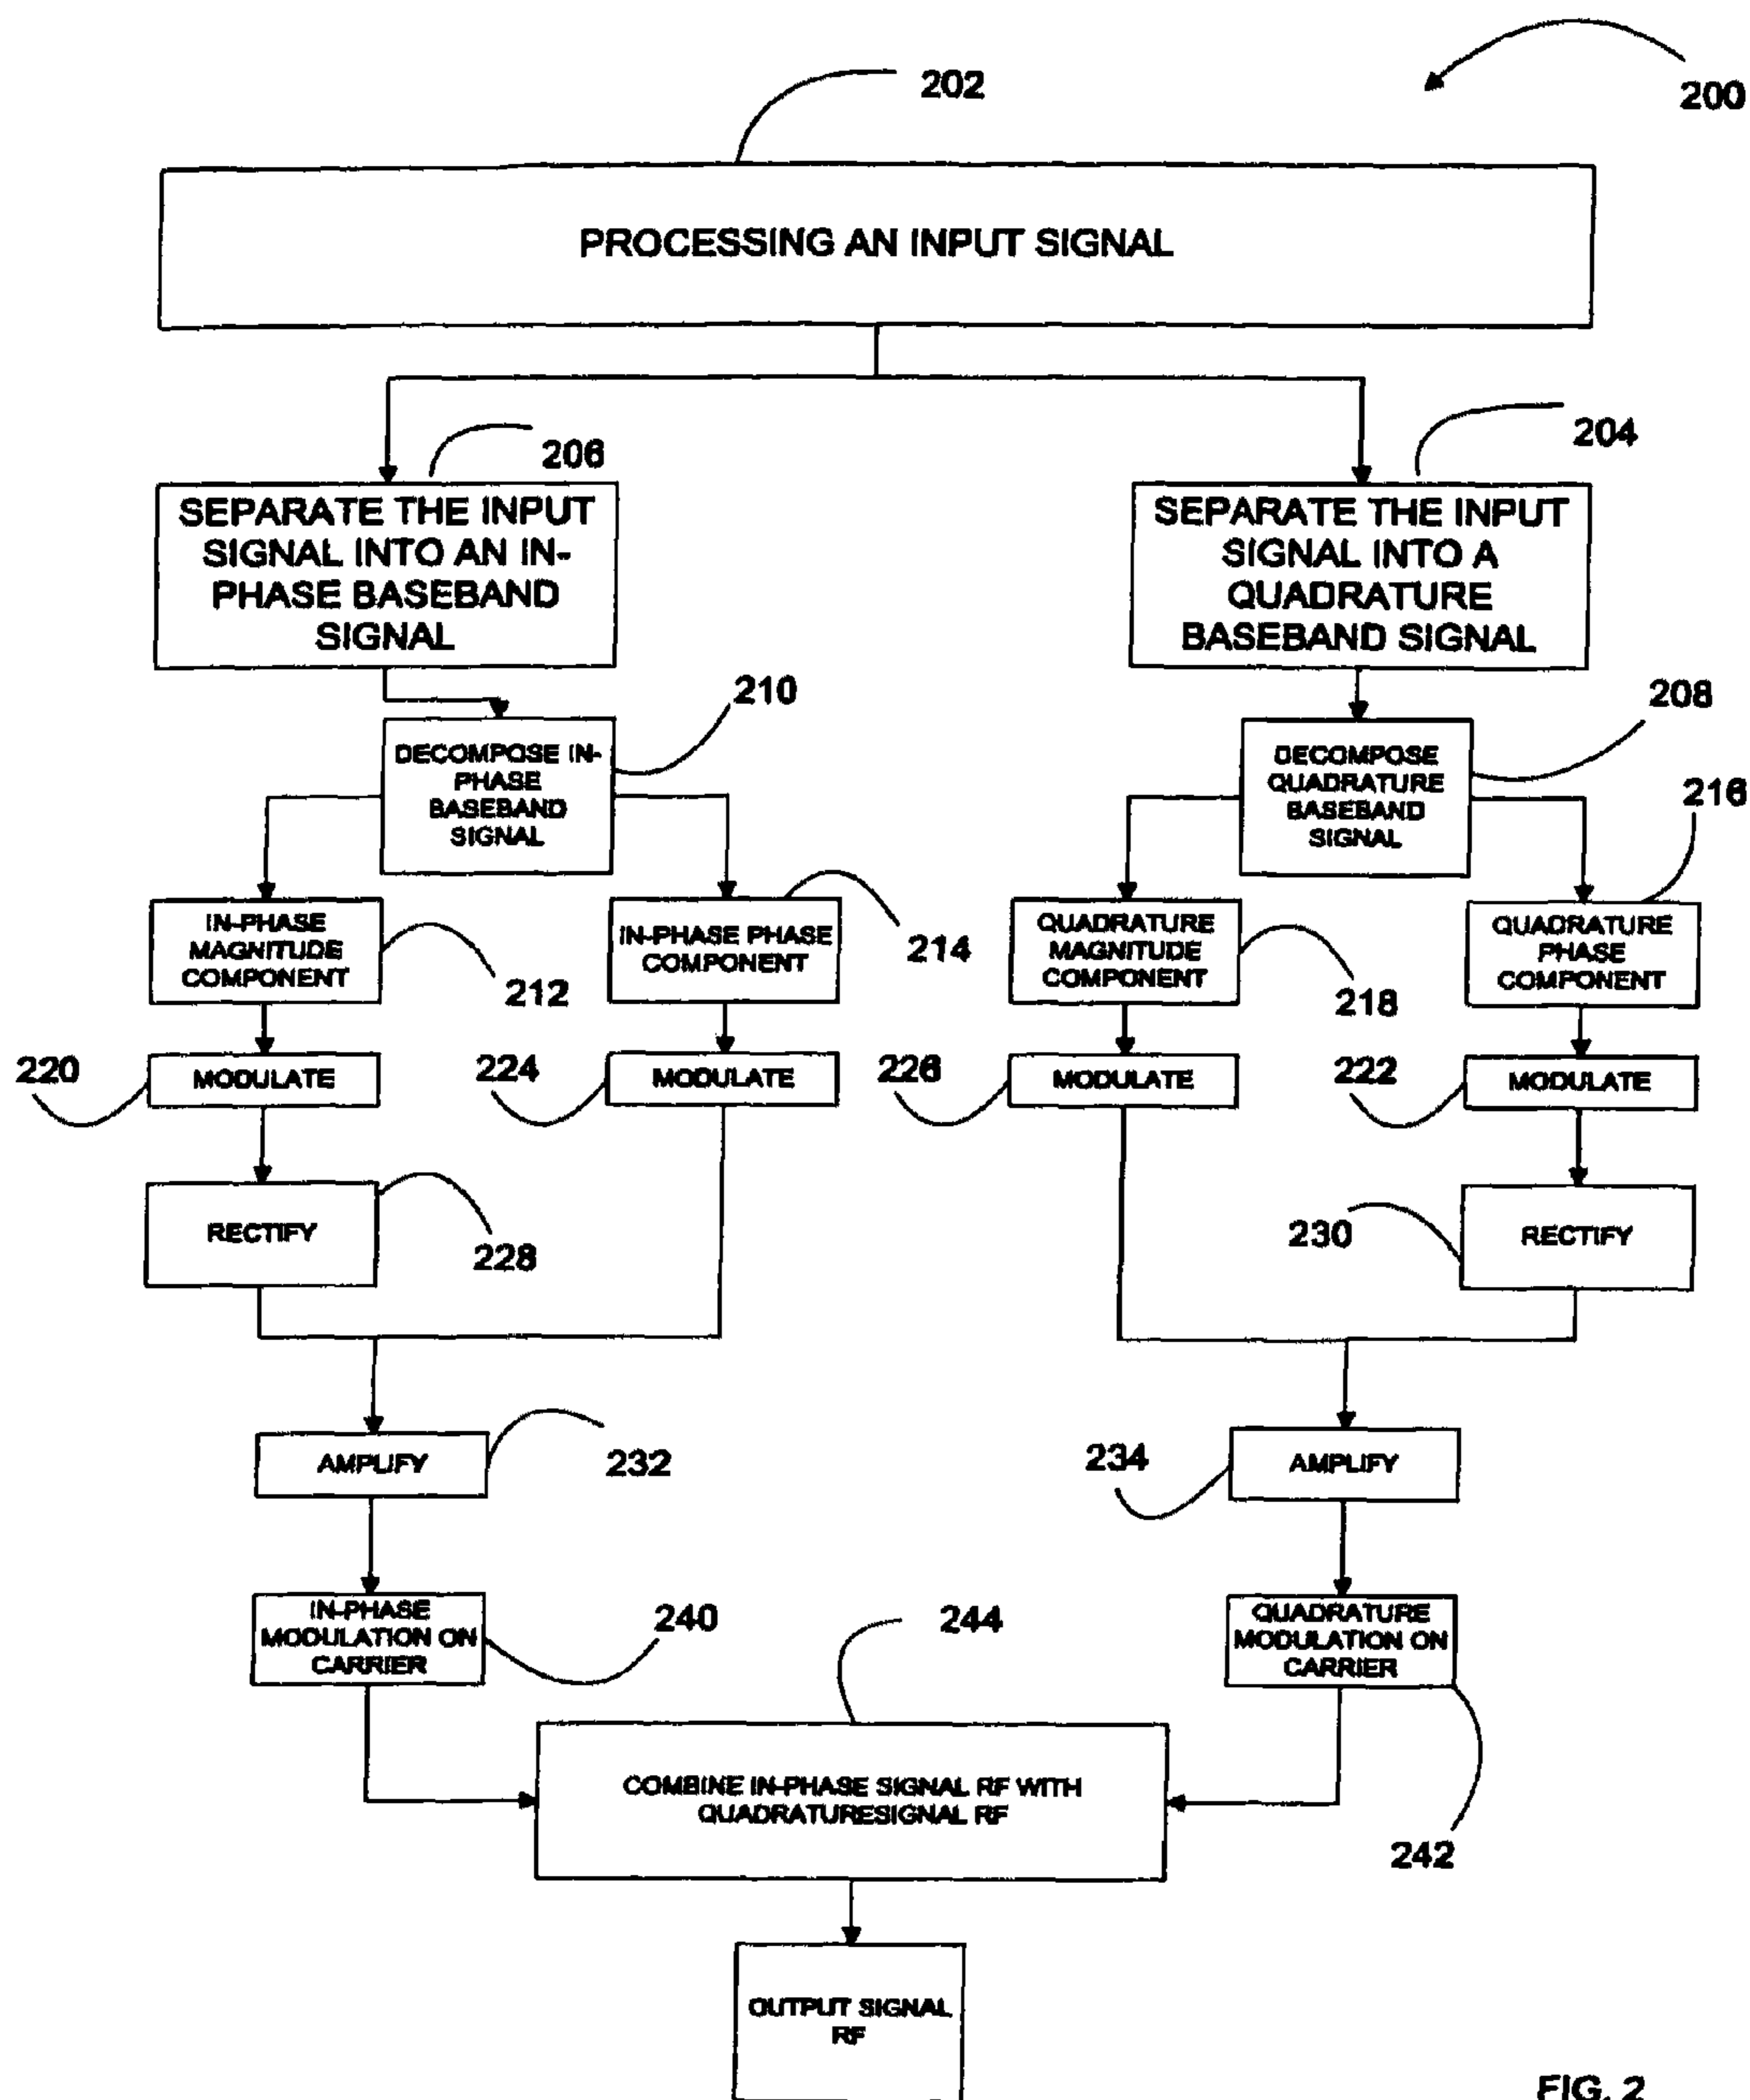 202
200
PROCESSING AN INPUT SIGNAL
206
204
SEPARATE THE INPUT
SIGNAL INTO AN IN-
PHASE BASEBAND
SIGNAL
SEPARATE THE INPUT
SIGNAL INTO A
QUADRATURE
BASEBAND SIGNAL
210
208
DECOMPOSE IN-
PHASE
BASEBAND
SIGNAL
DECOMPOSE
QUADRATURE
BASEBAND
SIGNAL
216
IN-PHASE
MAGNITUDE
COMPONENT
212
IN-PHASE PHASE
COMPONENT
214
QUADRATURE
MAGNITUDE
COMPONENT
218
QUADRATURE
PHASE
COMPONENT
220
MODULATE
224
MODULATE
226
MODULATE
222
MODULATE
RECTIFY
228
230
RECTIFY
AMPLIFY
232
234
AMPLIFY
IN-PHASE
MODULATION ON
CARRIER
240
244
QUADRATURE
MODULATION ON
CARRIER
COMBINE IN-PHASE SIGNAL RF WITH
QUADRATURESIGNAL RF
242
OUTPUT SIGNAL
RF
FIG. 2